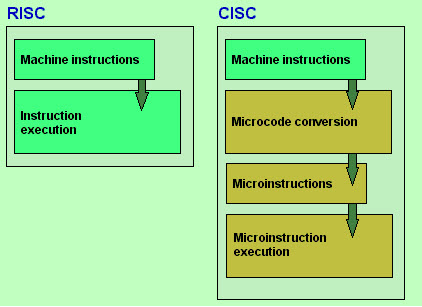 RISC
Machine instructions
Instruction
execution
CISC
Machine instructions
Microcode conversion
Microinstructions
Microinstruction
execution